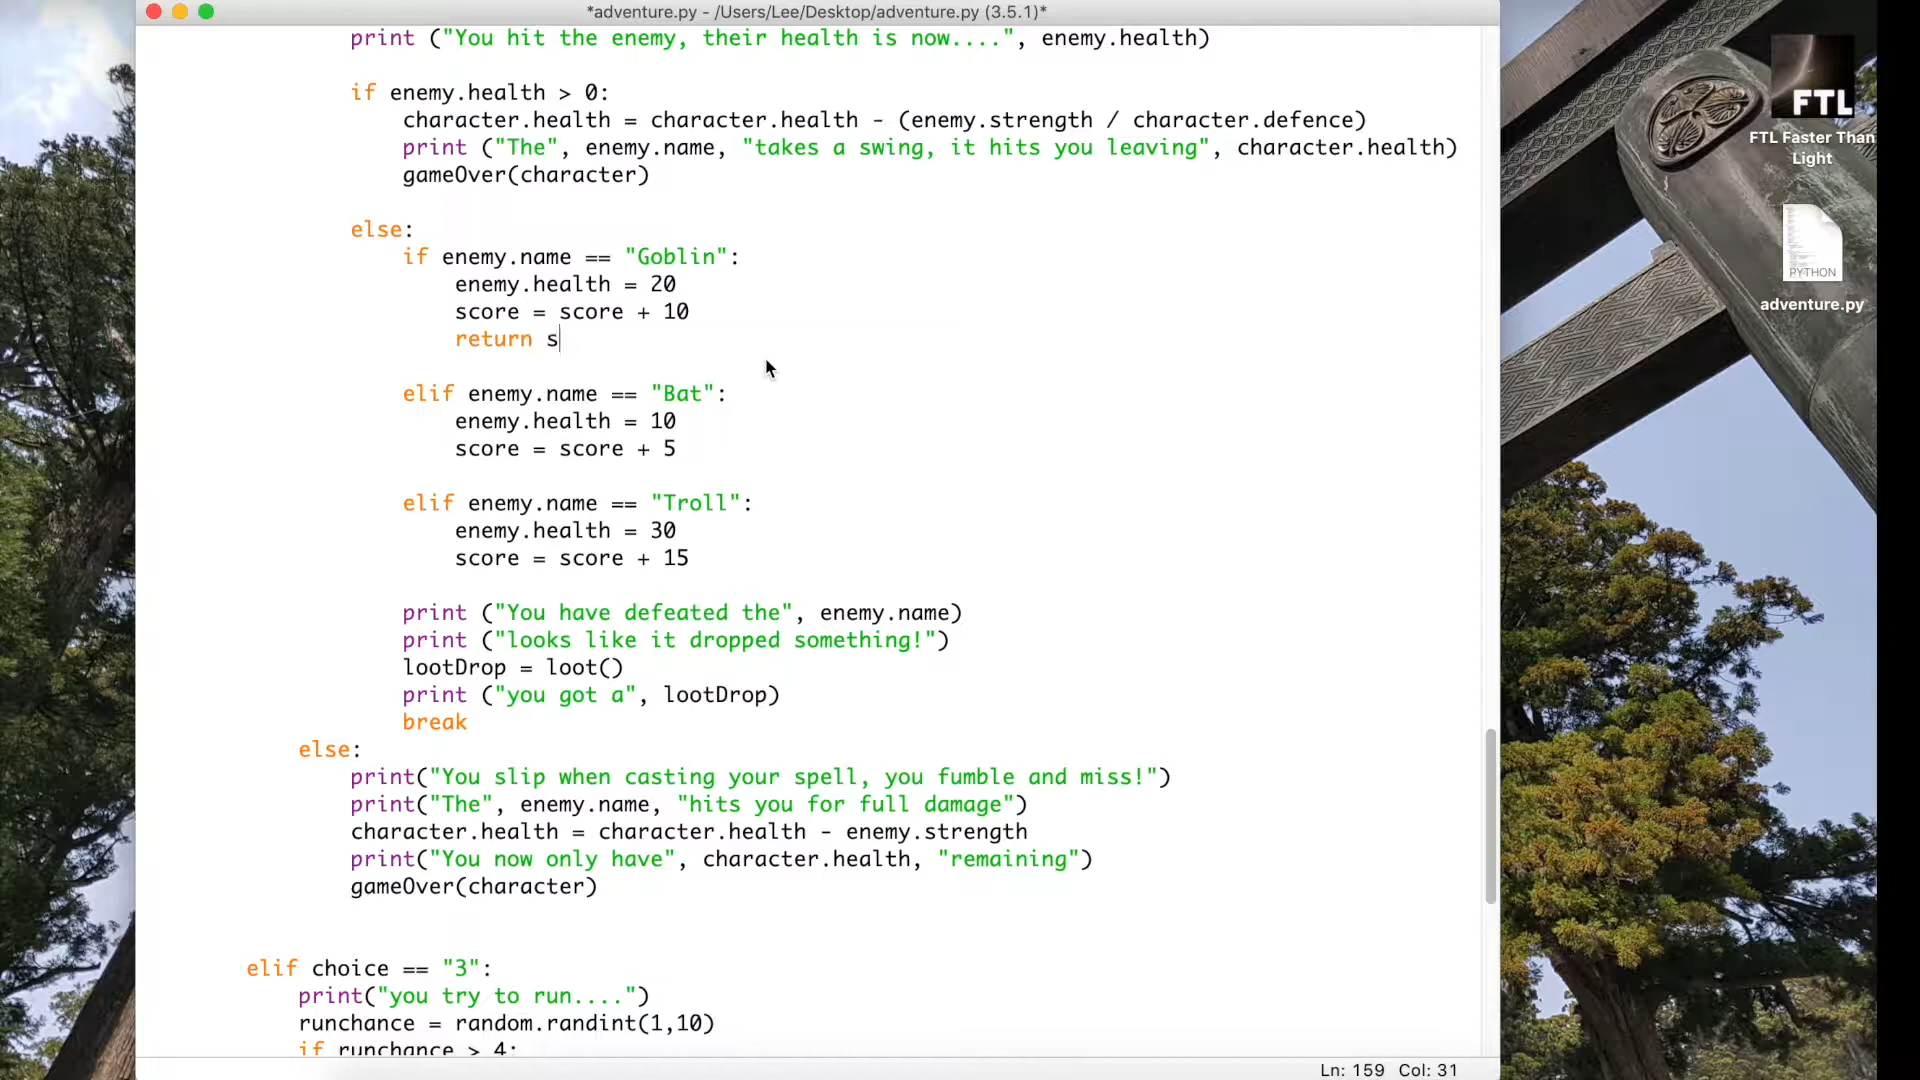 *adventure.py - /Users/Lee/Desktop/adventure.py (3.5.1)*
print ("You hit the enemy, their health is now....", enemy.health)
if enemy.health > 0:
character.health = character.health - (enemy.strength / character.defence)
print ("The", enemy.name, "takes a swing, it hits you leaving", character.health)
gameOver(character)
else:
if enemy.name == "Goblin":
enemy.health = 20
score = score + 10
return s
elif enemy.name == "Bat":
enemy.health = 10
score = score + 5
elif enemy.name == "Troll":
enemy.health = 30
score = score + 15
print ("You have defeated the", enemy.name)
print ("looks like it dropped something!")
lootDrop = loot()
print ("you got a", lootDrop)
break
else:
print("You slip when casting your spell, you fumble and miss!")
print("The", enemy.name, "hits you for full damage")
character.health = character.health - enemy.strength
print("You now only have", character.health, "remaining")
gameOver(character)
elif choice == "3":
print("you try to run....")
runchance = random.randint(1,10)
if runchance > 4:
Ln: 159 Col: 31
FTL
FTL Faster Than
Light
PYTHON
adventure.py